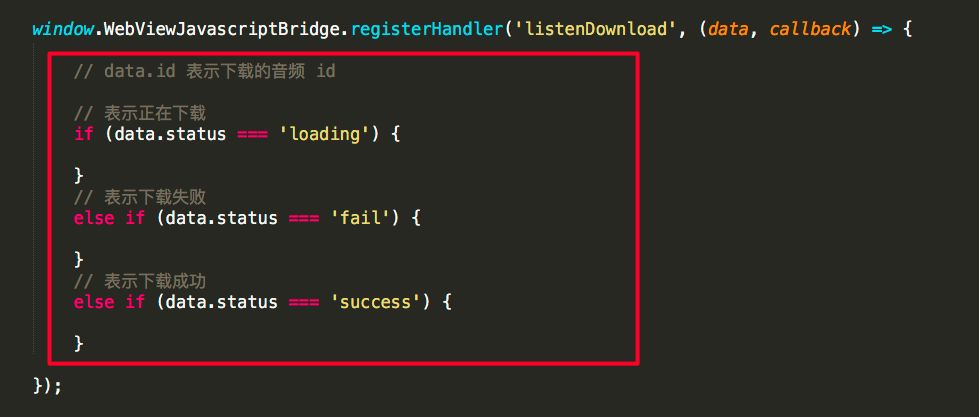 window.WebViewJavascriptBridge.registerHandler('listenDownload', (data, callback) => {
// data.id 表示下载的音频 id
// 表示正在下载
if (data.status === 'loading') {
}
// 表示下载失败
else if (data.status === 'fail') {
}
// 表示下载成功
else if (data.status === 'success') {
}
});